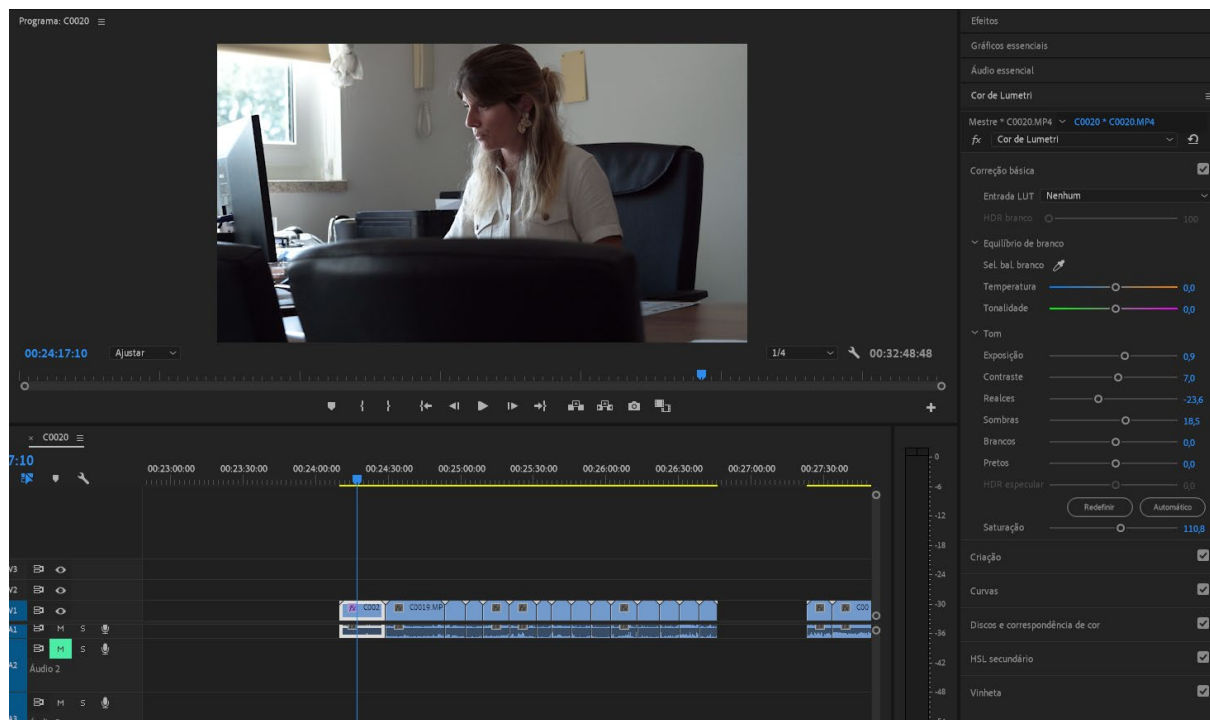 Programa: C0020
00:24:17:10
Ajustar
1/4
00:32:48:48
C0020
7:10
00:23:00:00 00:23:30:00 00:24:00:00 00:24:30:00 00:25:00:00 00:25:30:00 00:26:00:00 00:26:30:00 00:27:00:00 00:27:30:00
V3
V2
V1
fx C002 C0019.MP C00
A1 M S
A2 M S
Áudio 2
M S
0
-6
-12
-18
-24
-30
-36
-42
-48
Efeitos
Gráficos essenciais
Áudio essencial
Cor de Lumetri
Mestre * C0020.MP4 C0020 * C0020.MP4
fx Cor de Lumetri
Correção básica
Entrada LUT Nenhum
HDR branco 100
Equilíbrio de branco
Sel. bal. branco
Temperatura 0,0
Tonalidade 0,0
Tom
Exposição 0,9
Contraste 7,0
Realces -23,6
Sombras 18,5
Brancos 0,0
Pretos 0,0
HDR especular 0,0
Redefinir Automático
Saturação 110,8
Criação
Curvas
Discos e correspondência de cor
HSL secundário
Vinheta